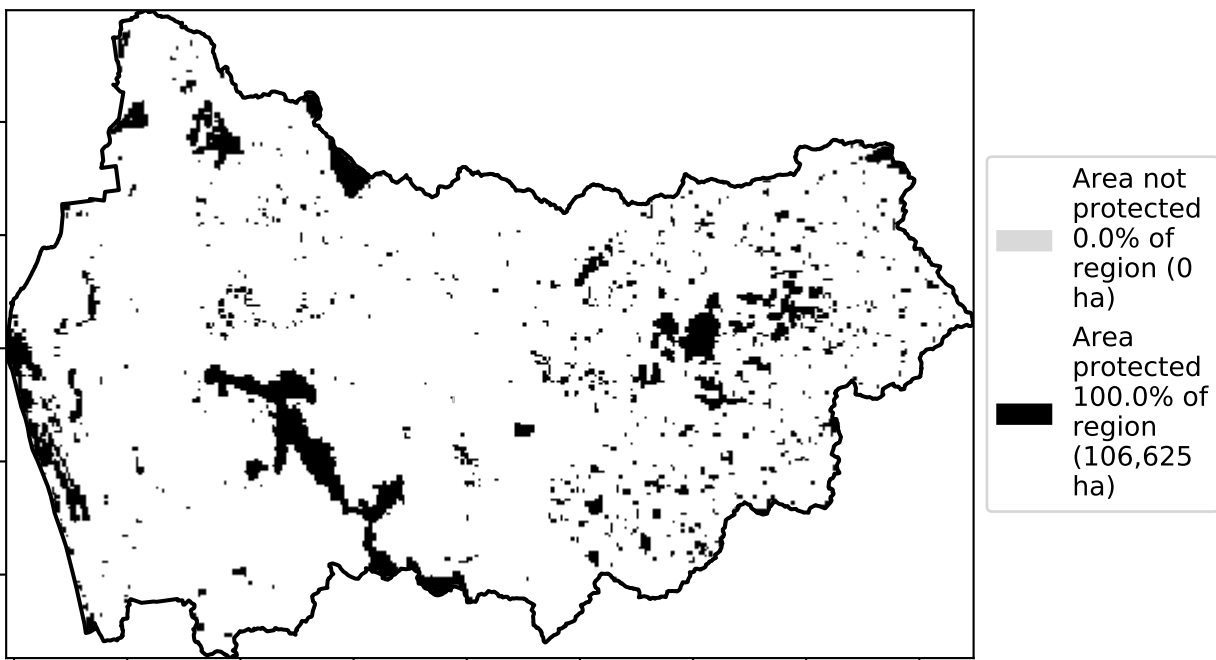 Area not
protected
0.0% of
region (0
ha)
Area
protected
100.0% of
region
(106,625
ha)